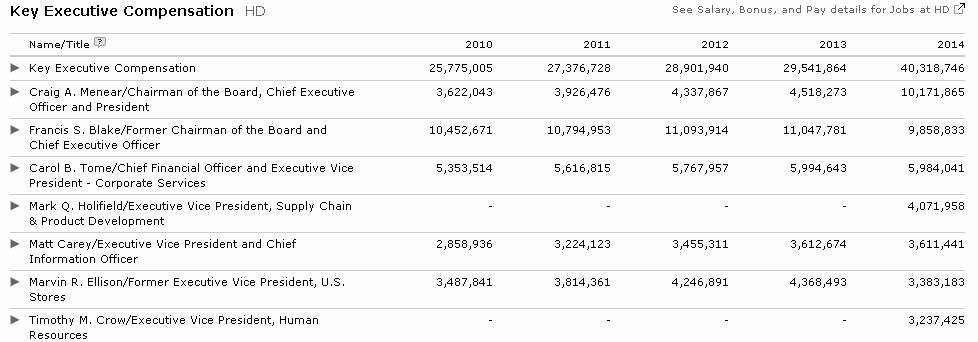 Key Executive Compensation HD See Salary, Bonus, and Pay details for Jobs at HD
Name/Title ? 2010 2011 2012 2013 2014
Key Executive Compensation 25,775,005 27,376,728 28,901,940 29,541,864 40,318,746
Craig A. Menear/Chairman of the Board, Chief Executive 3,622,043 3,926,476 4,337,867 4,518,273 10,171,865
Officer and President
Francis S. Blake/Former Chairman of the Board and 10,452,671 10,794,953 11,093,914 11,047,781 9,858,833
Chief Executive Officer
Carol B. Tome/Chief Financial Officer and Executive Vice 5,353,514 5,616,815 5,767,957 5,994,643 5,984,041
President - Corporate Services
Mark Q. Holifield/Executive Vice President, Supply Chain - - - - 4,071,958
& Product Development
Matt Carey/Executive Vice President and Chief 2,858,936 3,224,123 3,455,311 3,612,674 3,611,441
Information Officer
Marvin R. Ellison/Former Executive Vice President, U.S. 3,487,841 3,814,361 4,246,891 4,368,493 3,383,183
Stores
Timothy M. Crow/Executive Vice President, Human - - - - 3,237,425
Resources